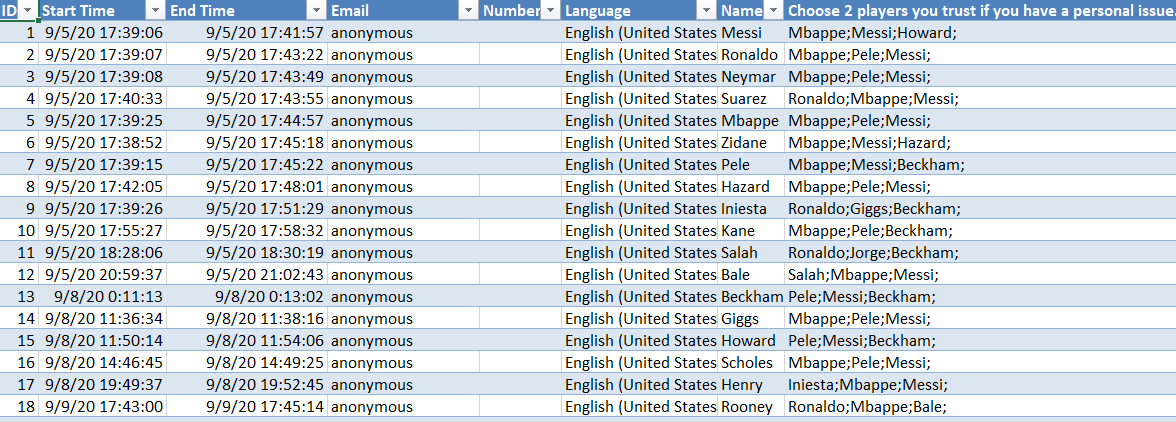 ID Start Time End Time Email Number Language Name Choose 2 players you trust if you have a personal issue.
1 9/5/20 17:39:06 9/5/20 17:41:57 anonymous English (United States Messi Mbappe;Messi;Howard;
2 9/5/20 17:39:07 9/5/20 17:43:22 anonymous English (United States Ronaldo Mbappe;Pele;Messi;
3 9/5/20 17:39:08 9/5/20 17:43:49 anonymous English (United States Neymar Mbappe;Pele;Messi;
4 9/5/20 17:40:33 9/5/20 17:43:55 anonymous English (United States Suarez Ronaldo;Mbappe;Messi;
5 9/5/20 17:39:25 9/5/20 17:44:57 anonymous English (United States Mbappe Mbappe;Pele;Messi;
6 9/5/20 17:38:52 9/5/20 17:45:18 anonymous English (United States Zidane Mbappe;Messi;Hazard;
7 9/5/20 17:39:15 9/5/20 17:45:22 anonymous English (United States Pele Mbappe;Messi;Beckham;
8 9/5/20 17:42:05 9/5/20 17:48:01 anonymous English (United States Hazard Mbappe;Pele;Messi;
9 9/5/20 17:39:26 9/5/20 17:51:29 anonymous English (United States Iniesta Ronaldo;Giggs;Beckham;
10 9/5/20 17:55:27 9/5/20 17:58:32 anonymous English (United States Kane Mbappe;Pele;Beckham;
11 9/5/20 18:28:06 9/5/20 18:30:19 anonymous English (United States Salah Ronaldo;Jorge;Beckham;
12 9/5/20 20:59:37 9/5/20 21:02:43 anonymous English (United States Bale Salah;Mbappe;Messi;
13 9/8/20 0:11:13 9/8/20 0:13:02 anonymous English (United States Beckham Pele;Messi;Beckham;
14 9/8/20 11:36:34 9/8/20 11:38:16 anonymous English (United States Giggs Mbappe;Pele;Messi;
15 9/8/20 11:50:14 9/8/20 11:54:06 anonymous English (United States Howard Pele;Messi;Beckham;
16 9/8/20 14:46:45 9/8/20 14:49:25 anonymous English (United States Scholes Mbappe;Pele;Messi;
17 9/8/20 19:49:37 9/8/20 19:52:45 anonymous English (United States Henry Iniesta;Mbappe;Messi;
18 9/9/20 17:43:00 9/9/20 17:45:14 anonymous English (United States Rooney Ronaldo;Mbappe;Bale;